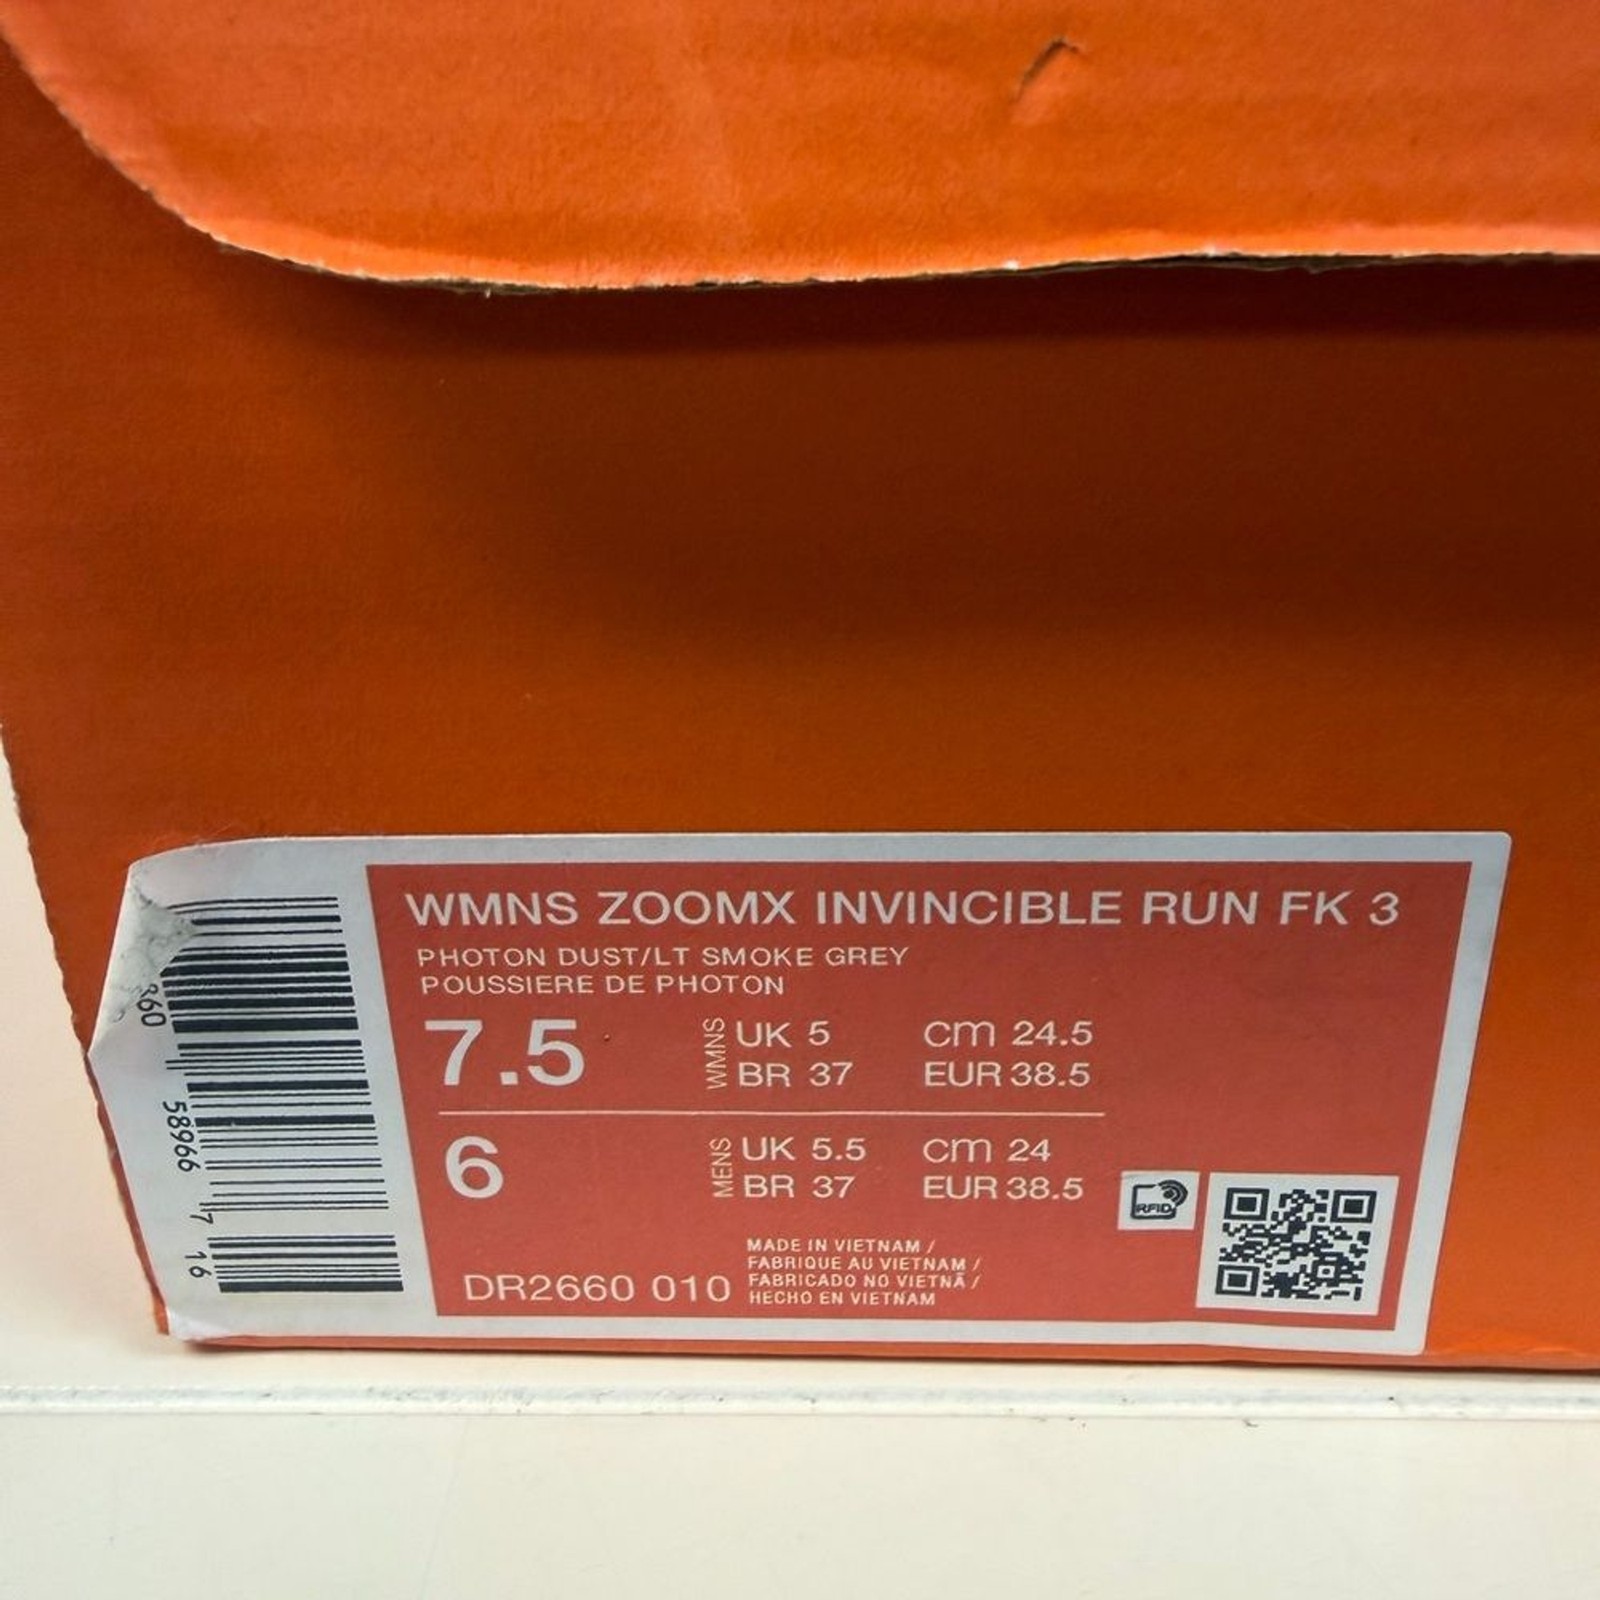 WMNS ZOOMX INVINCIBLE RUN FK 3
PHOTON DUST/LT SMOKE GREY
POUSSIERE DE PHOTON
7.5
WMNS
UK 5
CM 24.5
BR 37
EUR 38.5
6
MENS
UK 5.5
CM 24
BR 37
EUR 38.5
DR2660 010
MADE IN VIETNAM /
FABRIQUE AU VIETNAM /
FABRICADO NO VIETNÃ /
HECHO EN VIETNAM
RFID
58966 7 16